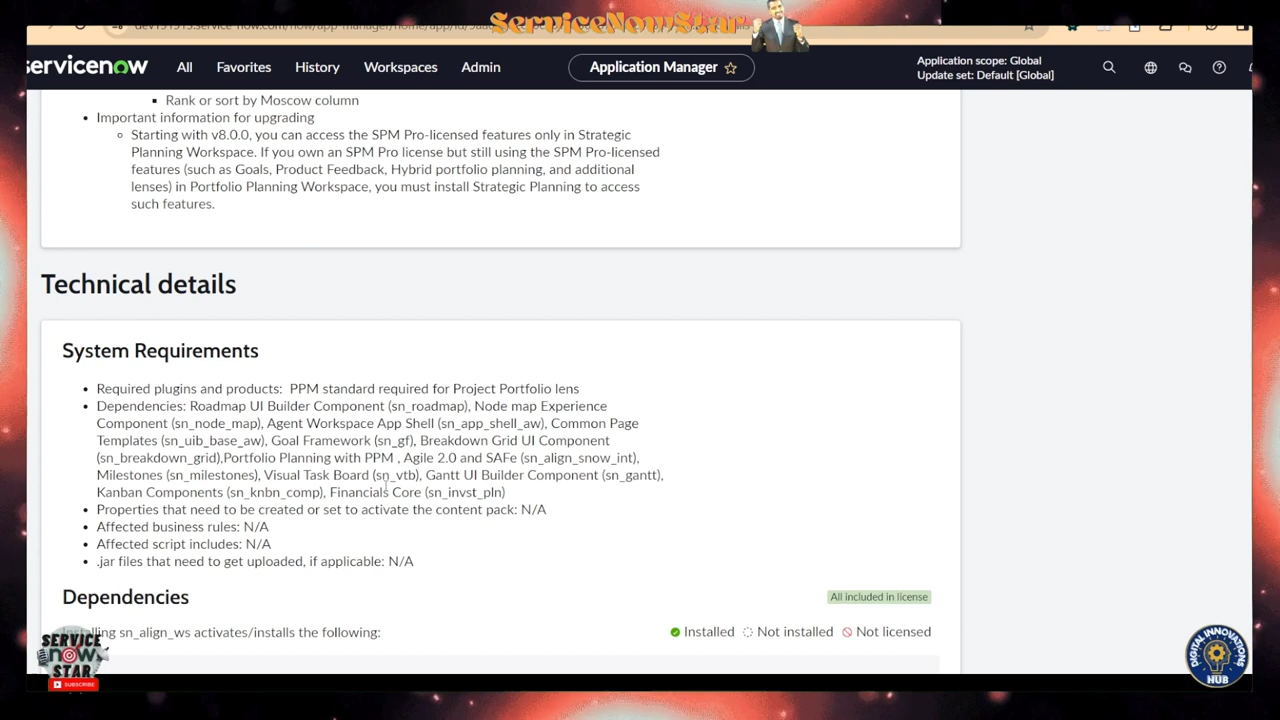 ServiceNowStar
servicenow
All
Favorites
History
Workspaces
Admin
Application Manager
Application scope: Global
Update set: Default [Global]
Rank or sort by Moscow column
Important information for upgrading
Starting with v8.0.0, you can access the SPM Pro-licensed features only in Strategic
Planning Workspace. If you own an SPM Pro license but still using the SPM Pro-licensed
features (such as Goals, Product Feedback, Hybrid portfolio planning, and additional
lenses) in Portfolio Planning Workspace, you must install Strategic Planning to access
such features.
Technical details
System Requirements
Required plugins and products:  PPM standard required for Project Portfolio lens
Dependencies: Roadmap UI Builder Component (sn_roadmap), Node map Experience
Component (sn_node_map), Agent Workspace App Shell (sn_app_shell_aw), Common Page
Templates (sn_uib_base_aw), Goal Framework (sn_gf), Breakdown Grid UI Component
(sn_breakdown_grid),Portfolio Planning with PPM , Agile 2.0 and SAFe (sn_align_snow_int),
Milestones (sn_milestones), Visual Task Board (sn_vtb), Gantt UI Builder Component (sn_gantt),
Kanban Components (sn_knbn_comp), Financials Core (sn_invst_pln)
Properties that need to be created or set to activate the content pack: N/A
Affected business rules: N/A
Affected script includes: N/A
.jar files that need to get uploaded, if applicable: N/A
Dependencies
All included in license
sn_align_ws activates/installs the following:
Installed
Not installed
Not licensed
SERVICE
NOW
STAR
SUBSCRIBE
DIGITAL INNOVATIONS
HUB